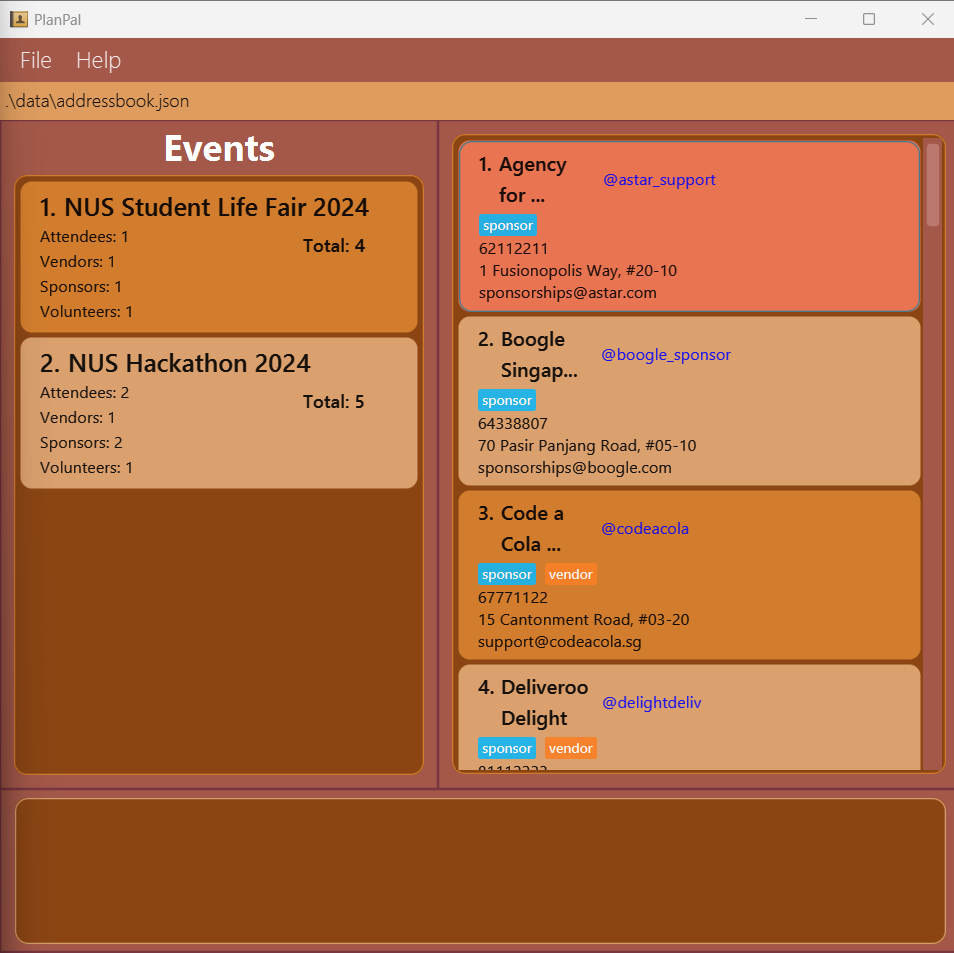 PlanPal
File Help
.\data\addressbook.json
Events
1. NUS Student Life Fair 2024
Attendees: 1
Total: 4
Vendors: 1
Sponsors: 1
Volunteers: 1
2. NUS Hackathon 2024
Attendees: 2
Total: 5
Vendors: 1
Sponsors: 2
Volunteers: 1
1. Agency
for ...
@astar_support
sponsor
62112211
1 Fusionopolis Way, #20-10
sponsorships@astar.com
2. Boogle
Singap...
@boogle_sponsor
sponsor
64338807
70 Pasir Panjang Road, #05-10
sponsorships@boogle.com
3. Code a
Cola ...
@codeacola
sponsor vendor
67771122
15 Cantonment Road, #03-20
support@codeacola.sg
4. Deliveroo
Delight
@delightdeliv
sponsor vendor